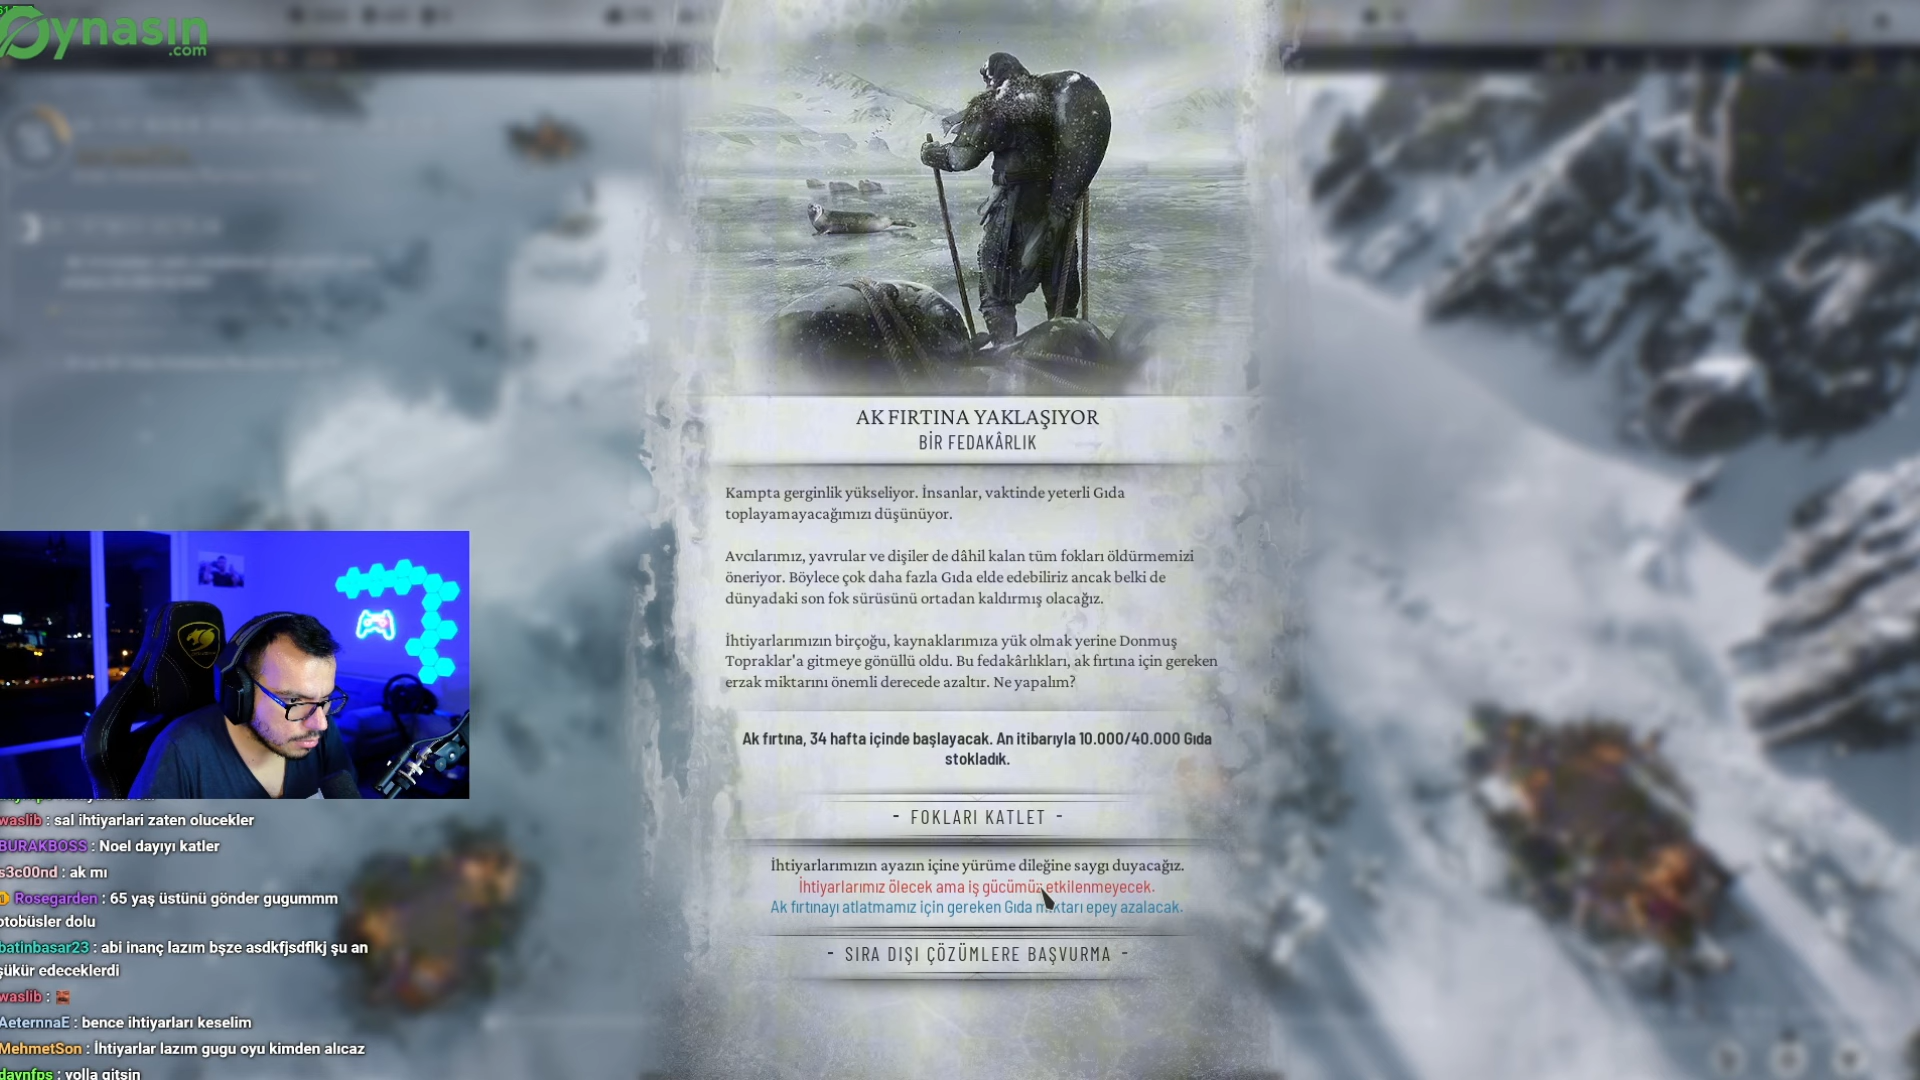 Oynasin
.com
AK FIRTINA YAKLAŞIYOR
BİR FEDAKÂRLIK
Kampta gerginlik yükseliyor. İnsanlar, vaktinde yeterli Gıda
toplayamayacağımızı düşünüyor.
Avcılarımız, yavrular ve dişiler de dâhil kalan tüm fokları öldürmemizi
öneriyor. Böylece çok daha fazla Gıda elde edebiliriz ancak belki de
dünyadaki son fok sürüsünü ortadan kaldırmış olacağız.
İhtiyarlarımızın birçoğu, kaynaklarımıza yük olmak yerine Donmuş
Topraklar'a gitmeye gönüllü oldu. Bu fedakârlıkları, ak fırtına için gereken
erzak miktarını önemli derecede azaltır. Ne yapalım?
Ak fırtına, 34 hafta içinde başlayacak. An itibarıyla 10.000/40.000 Gıda
stokladık.
- FOKLARI KATLET -
İhtiyarlarımızın ayazın içine yürüme dileğine saygı duyacağız.
İhtiyarlarımız ölecek ama iş gücümüz etkilenmeyecek.
Ak fırtınayı atlatmamız için gereken Gıda miktarı epey azalacak.
- SIRA DIŞI ÇÖZÜMLERE BAŞVURMA -
waslib : sal ihtiyarlari zaten olucekler
BURAKBOSS : Noel dayıyı katler
s3c00nd : ak mı
Rosegarden : 65 yaş üstünü gönder gugummm
otobüsler dolu
batinbasar23 : abi inanç lazım bşze asdkfjsdflkj şu an
şükür edeceklerdi
waslib :
AeternnaE : bence ihtiyarları keselim
MehmetSon : İhtiyarlar lazım gugu oyu kimden alıcaz
davnfps : yolla gitsin